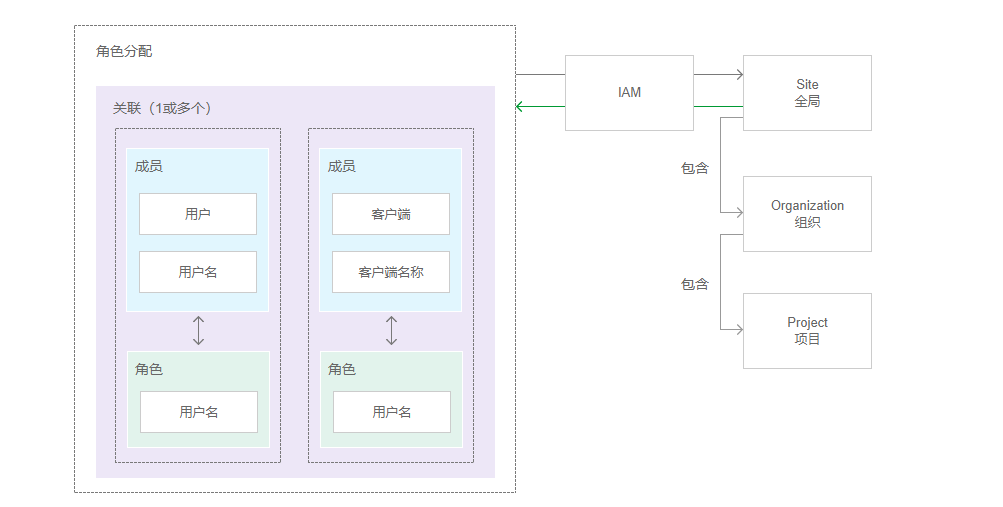 角色分配
关联（1或多个）
成员
用户
用户名
角色
用户名
成员
客户端
客户端名称
角色
用户名
IAM
Site
全局
包含
Organization
组织
包含
Project
项目